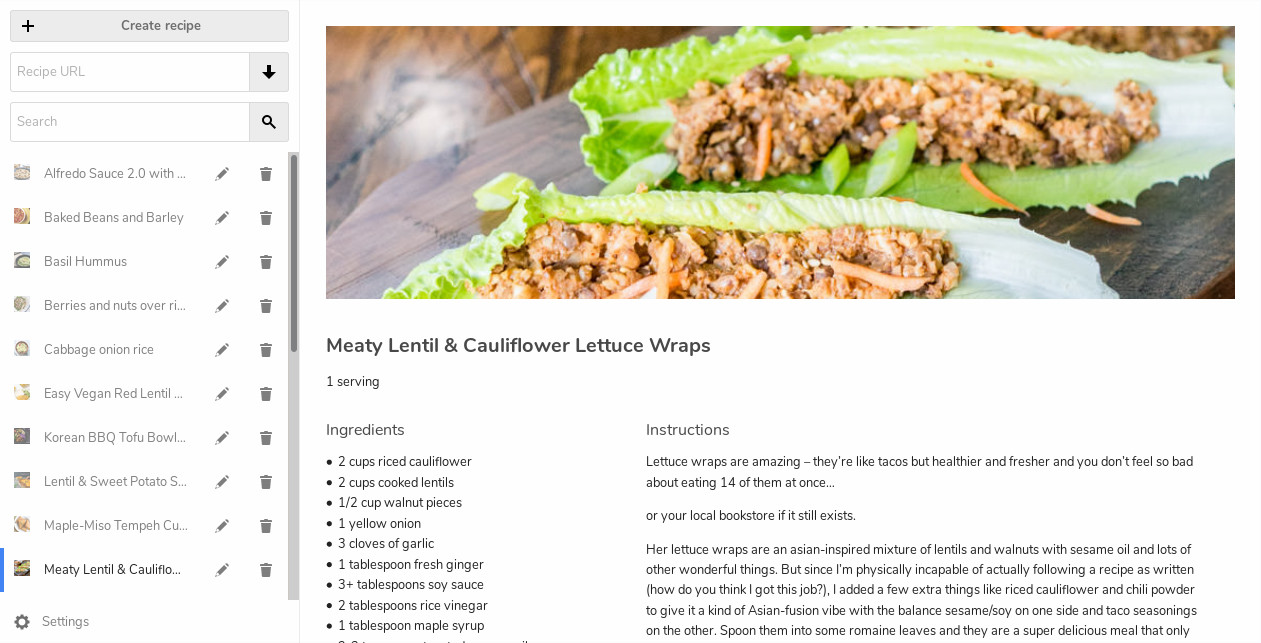 Create recipe
Recipe URL
Search
Alfredo Sauce 2.0 with ...
Baked Beans and Barley
Basil Hummus
Berries and nuts over ri...
Cabbage onion rice
Easy Vegan Red Lentil ...
Korean BBQ Tofu Bowl...
Lentil & Sweet Potato S...
Maple-Miso Tempeh Cu...
Meaty Lentil & Cauliflo...
Settings
Meaty Lentil & Cauliflower Lettuce Wraps
1 serving
Ingredients
• 2 cups riced cauliflower
• 2 cups cooked lentils
• 1/2 cup walnut pieces
• 1 yellow onion
• 3 cloves of garlic
• 1 tablespoon fresh ginger
• 3+ tablespoons soy sauce
• 2 tablespoons rice vinegar
• 1 tablespoon maple syrup
Instructions
Lettuce wraps are amazing – they're like tacos but healthier and fresher and you don't feel so bad
about eating 14 of them at once...
or your local bookstore if it still exists.
Her lettuce wraps are an asian-inspired mixture of lentils and walnuts with sesame oil and lots of
other wonderful things. But since I'm physically incapable of actually following a recipe as written
(how do you think I got this job?), I added a few extra things like riced cauliflower and chili powder
to give it a kind of Asian-fusion vibe with the balance sesame/soy on one side and taco seasonings
on the other. Spoon them into some romaine leaves and they are a super delicious meal that only